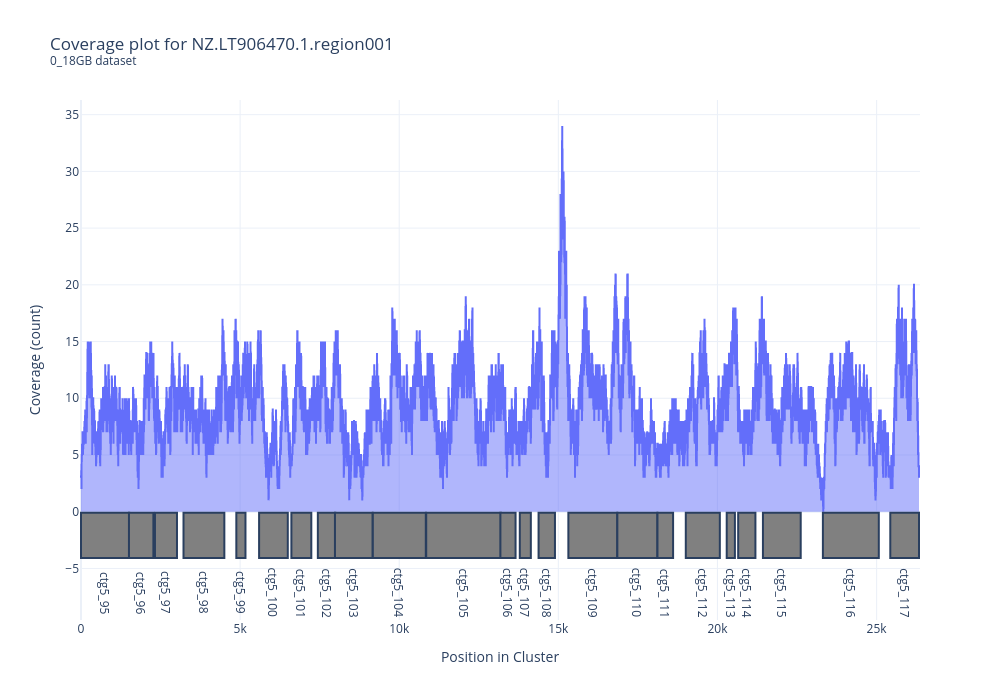 Coverage plot for NZ.LT906470.1.region001
0_18GB dataset
35
30
25
20
15
10
5
0
−5
Coverage (count)
ctg5_95
ctg5_96
ctg5_97
ctg5_98
ctg5_99
ctg5_100
ctg5_101
ctg5_102
ctg5_103
ctg5_104
ctg5_105
ctg5_106
ctg5_107
ctg5_108
ctg5_109
ctg5_110
ctg5_111
ctg5_112
ctg5_113
ctg5_114
ctg5_115
ctg5_116
ctg5_117
0 5k 10k 15k 20k 25k
Position in Cluster